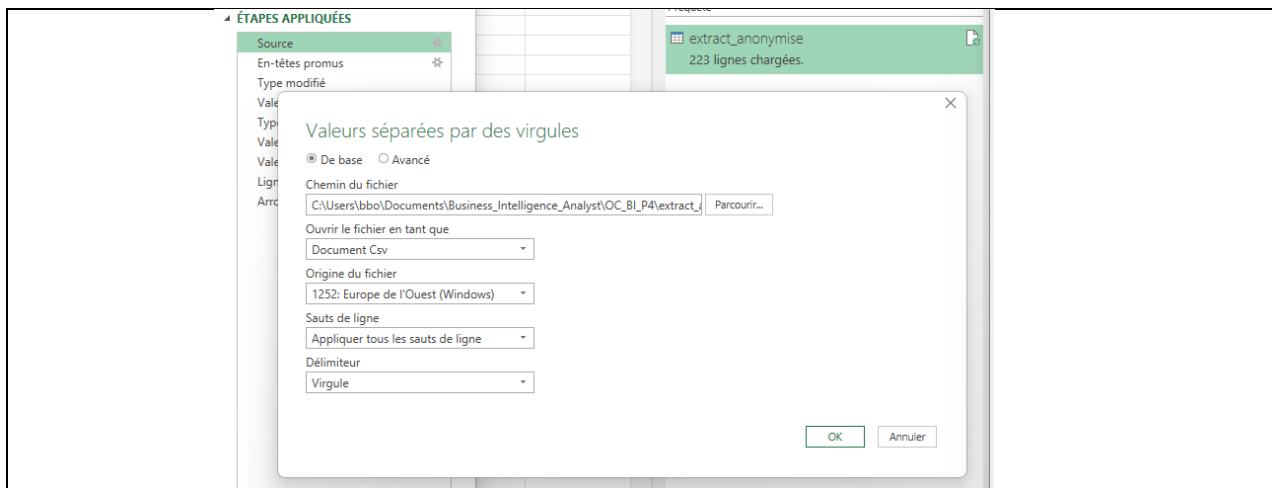 ÉTAPES APPLIQUÉES
Source
En-têtes promus
Type modifié
extract_anonymise
223 lignes chargées.
Valeurs séparées par des virgules
De base Avancé
Chemin du fichier
C:\Users\bbo\Documents\Business_Intelligence_Analyst\OC_BI_P4\extract_ Parcourir...
Ouvrir le fichier en tant que
Document Csv
Origine du fichier
1252: Europe de l'Ouest (Windows)
Sauts de ligne
Appliquer tous les sauts de ligne
Délimiteur
Virgule
OK Annuler